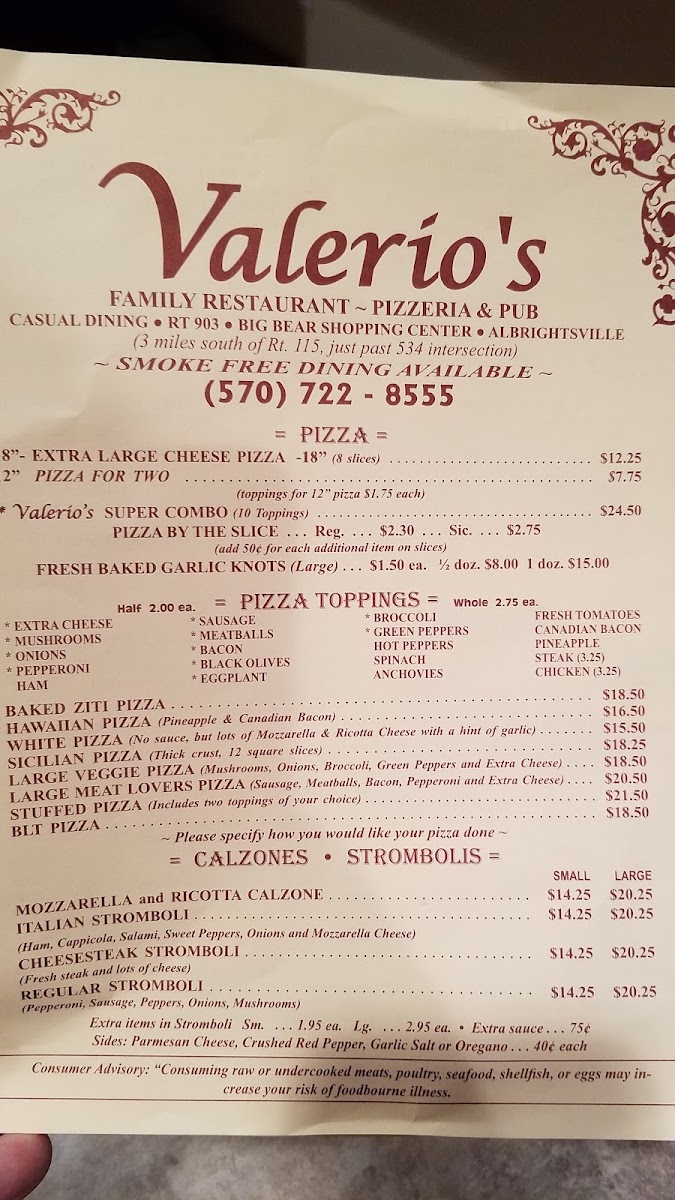 Valerio's
FAMILY RESTAURANT ~ PIZZERIA & PUB
CASUAL DINING ● RT 903 ● BIG BEAR SHOPPING CENTER ● ALBRIGHTSVILLE
(3 miles south of Rt. 115, just past 534 intersection)
~ SMOKE FREE DINING AVAILABLE ~
(570) 722 - 8555
= PIZZA =
8”- EXTRA LARGE CHEESE PIZZA -18” (8 slices) ........................... $12.25
2” PIZZA FOR TWO ................................................ $7.75
(toppings for 12” pizza $1.75 each)
* Valerio's SUPER COMBO (10 Toppings) .................................. $24.50
PIZZA BY THE SLICE ... Reg. ... $2.30 ... Sic. ... $2.75
(add 50¢ for each additional item on slices)
FRESH BAKED GARLIC KNOTS (Large) ... $1.50 ea. ½ doz. $8.00 1 doz. $15.00
Half 2.00 ea. = PIZZA TOPPINGS = Whole 2.75 ea.
* EXTRA CHEESE * SAUSAGE * BROCCOLI FRESH TOMATOES
* MUSHROOMS * MEATBALLS * GREEN PEPPERS CANADIAN BACON
* ONIONS * BACON HOT PEPPERS PINEAPPLE
* PEPPERONI * BLACK OLIVES SPINACH STEAK (3.25)
HAM * EGGPLANT ANCHOVIES CHICKEN (3.25)
BAKED ZITI PIZZA .................................................. $18.50
HAWAIIAN PIZZA (Pineapple & Canadian Bacon) .............................. $16.50
WHITE PIZZA (No sauce, but lots of Mozzarella & Ricotta Cheese with a hint of garlic) ....... $15.50
SICILIAN PIZZA (Thick crust, 12 square slices) ................................ $18.25
LARGE VEGGIE PIZZA (Mushrooms, Onions, Broccoli, Green Peppers and Extra Cheese) .... $18.50
LARGE MEAT LOVERS PIZZA (Sausage, Meatballs, Bacon, Pepperoni and Extra Cheese) .... $20.50
STUFFED PIZZA (Includes two toppings of your choice) ........................... $21.50
BLT PIZZA .......................................................... $18.50
~ Please specify how you would like your pizza done ~
= CALZONES • STROMBOLIS =
SMALL LARGE
MOZZARELLA and RICOTTA CALZONE ........................ $14.25 $20.25
ITALIAN STROMBOLI ........................................ $14.25 $20.25
(Ham, Cappicola, Salami, Sweet Peppers, Onions and Mozzarella Cheese)
CHEESESTEAK STROMBOLI .................................. $14.25 $20.25
(Fresh steak and lots of cheese)
REGULAR STROMBOLI ...................................... $14.25 $20.25
(Pepperoni, Sausage, Peppers, Onions, Mushrooms)
Extra items in Stromboli Sm. ... 1.95 ea. Lg. ... 2.95 ea. • Extra sauce ... 75¢
Sides: Parmesan Cheese, Crushed Red Pepper, Garlic Salt or Oregano ... 40¢ each
Consumer Advisory: “Consuming raw or undercooked meats, poultry, seafood, shellfish, or eggs may in-
crease your risk of foodbourne illness.